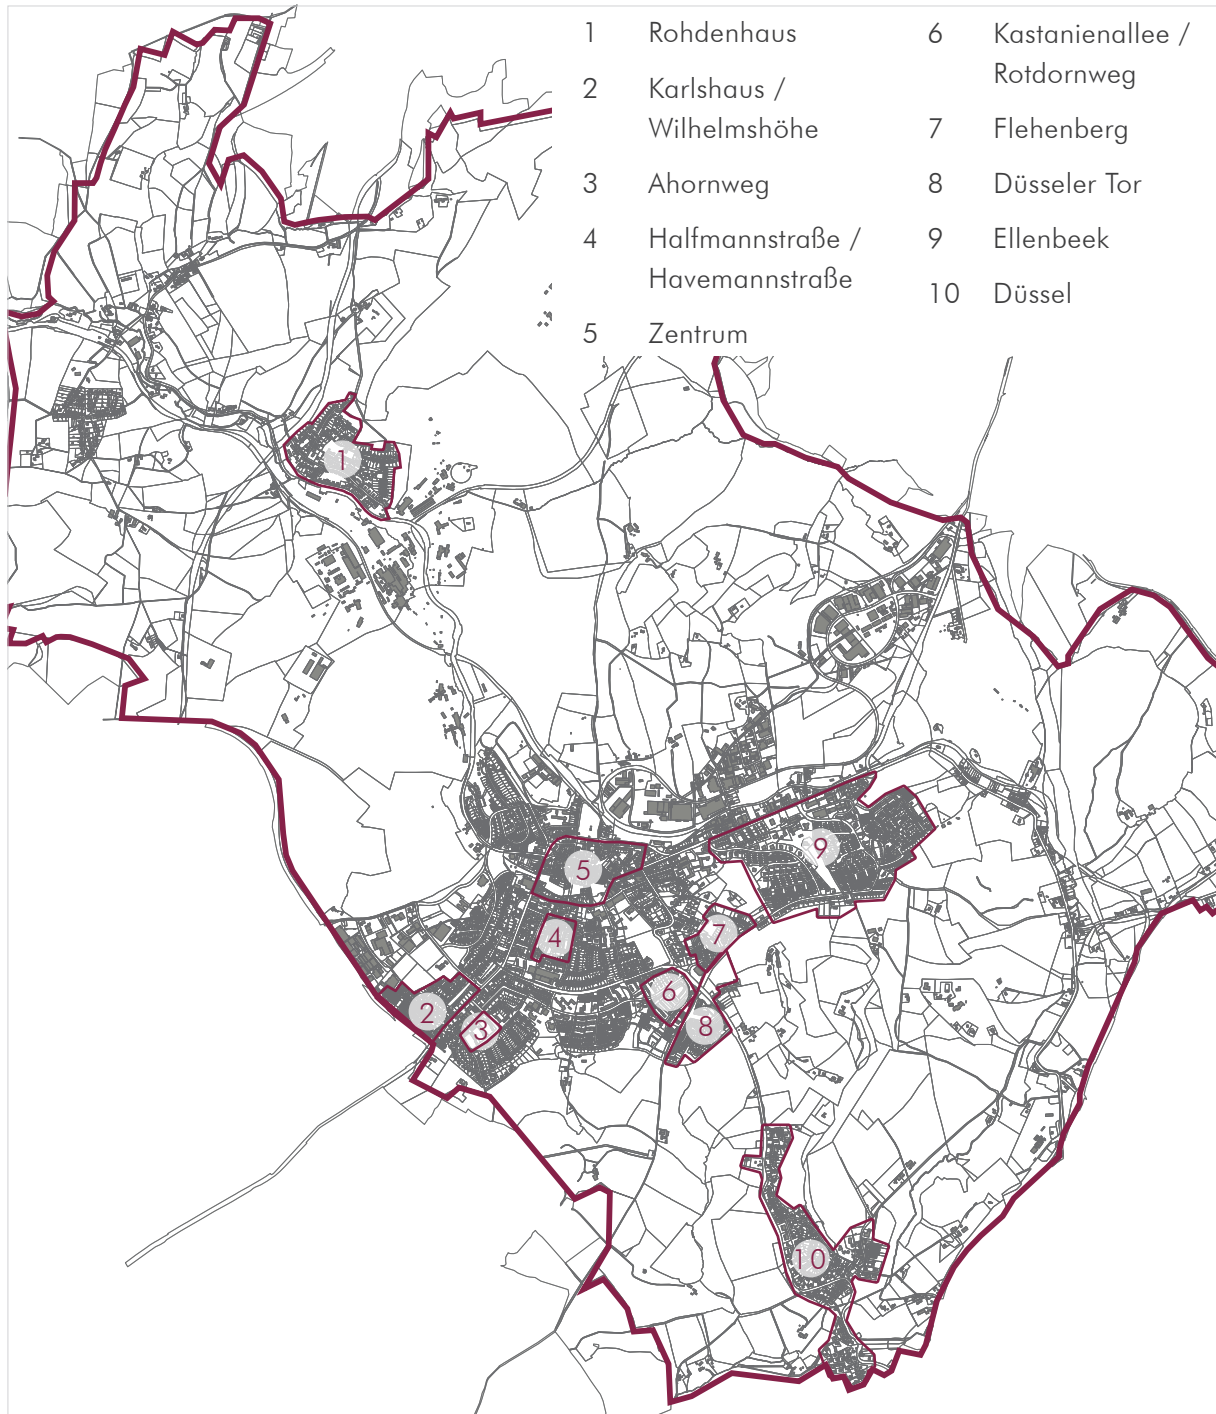 1 Rohdenhaus
2 Karlshaus /
Wilhelmshöhe
3 Ahornweg
4 Halfmannstraße /
Havemannstraße
5 Zentrum
6 Kastanienallee /
Rotdornweg
7 Flehenberg
8 Düsseler Tor
9 Ellenbeek
10 Düssel
1
9
5
4
7
6
2
3
8
10